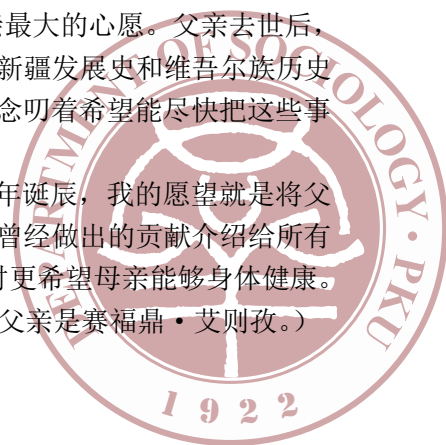 最大的心愿。父亲去世后，
新疆发展史和维吾尔族历史
念叨着希望能尽快把这些事
年诞辰，我的愿望就是将父
曾经做出的贡献介绍给所有
时更希望母亲能够身体健康。
父亲是赛福鼎·艾则孜。）
DEPARTMENT OF SOCIOLOGY · PKU
1922